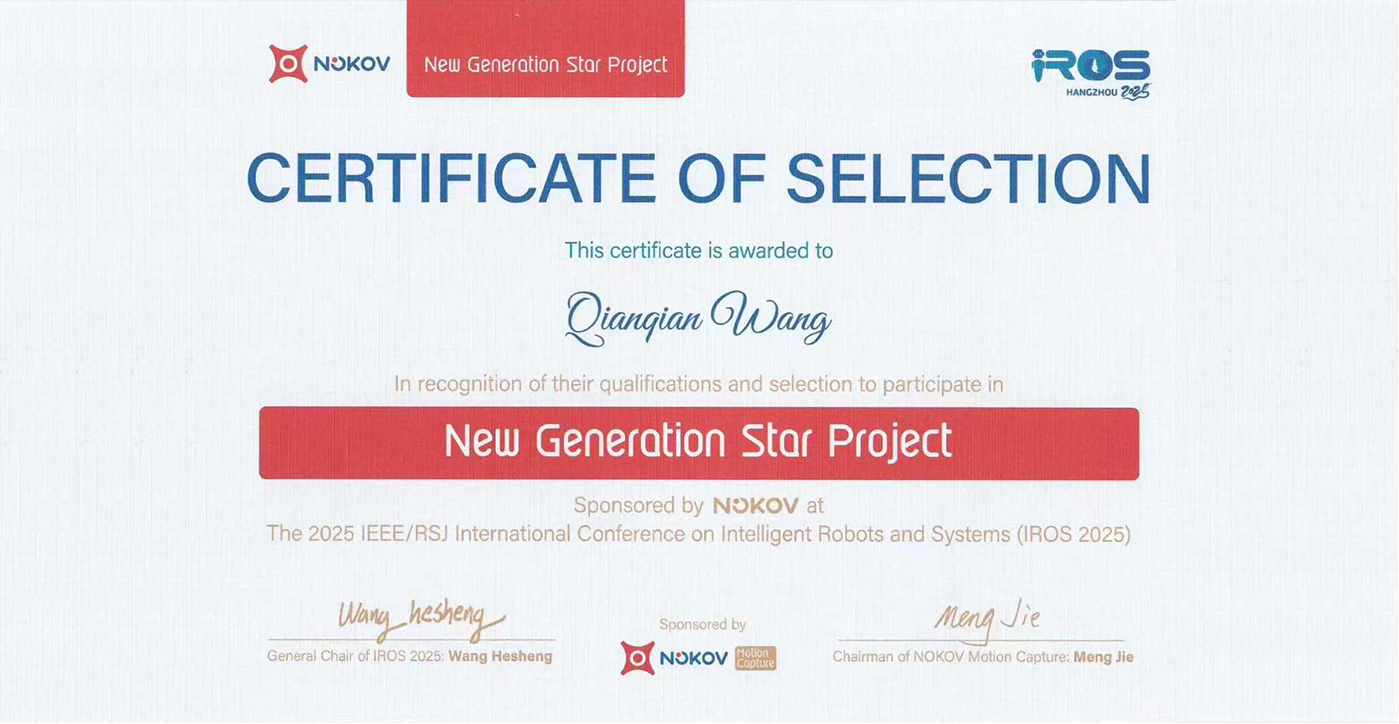 NOKOV
New Generation Star Project
IROS
HANGZHOU 2025
CERTIFICATE OF SELECTION
This certificate is awarded to
Qianqian Wang
In recognition of their qualifications and selection to participate in
New Generation Star Project
Sponsored by NOKOV at
The 2025 IEEE/RSJ International Conference on Intelligent Robots and Systems (IROS 2025)
Wang hesheng
General Chair of IROS 2025: Wang Hesheng
Sponsored by
NOKOV Motion Capture
Meng Jie
Chairman of NOKOV Motion Capture: Meng Jie